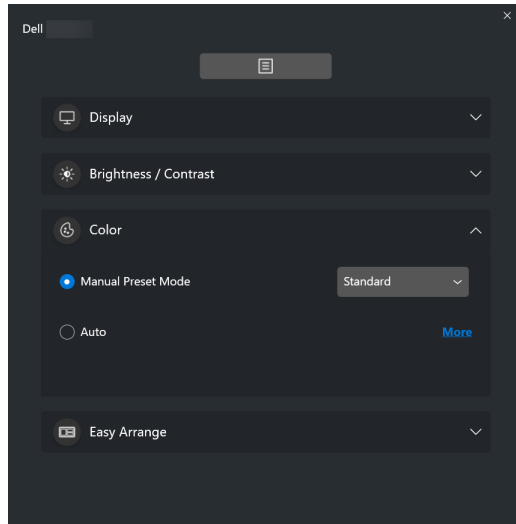 Dell
Display
Brightness / Contrast
Color
Manual Preset Mode
Standard
Auto
More
Easy Arrange